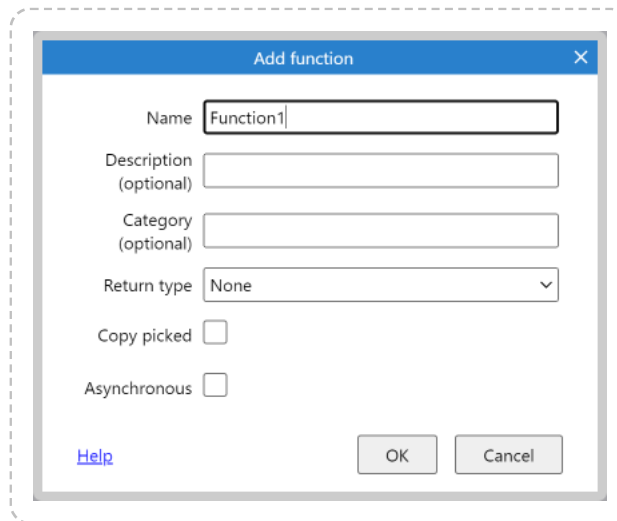 Add function
Name Function1
Description
(optional)
Category
(optional)
Return type None
Copy picked
Asynchronous
Help OK Cancel